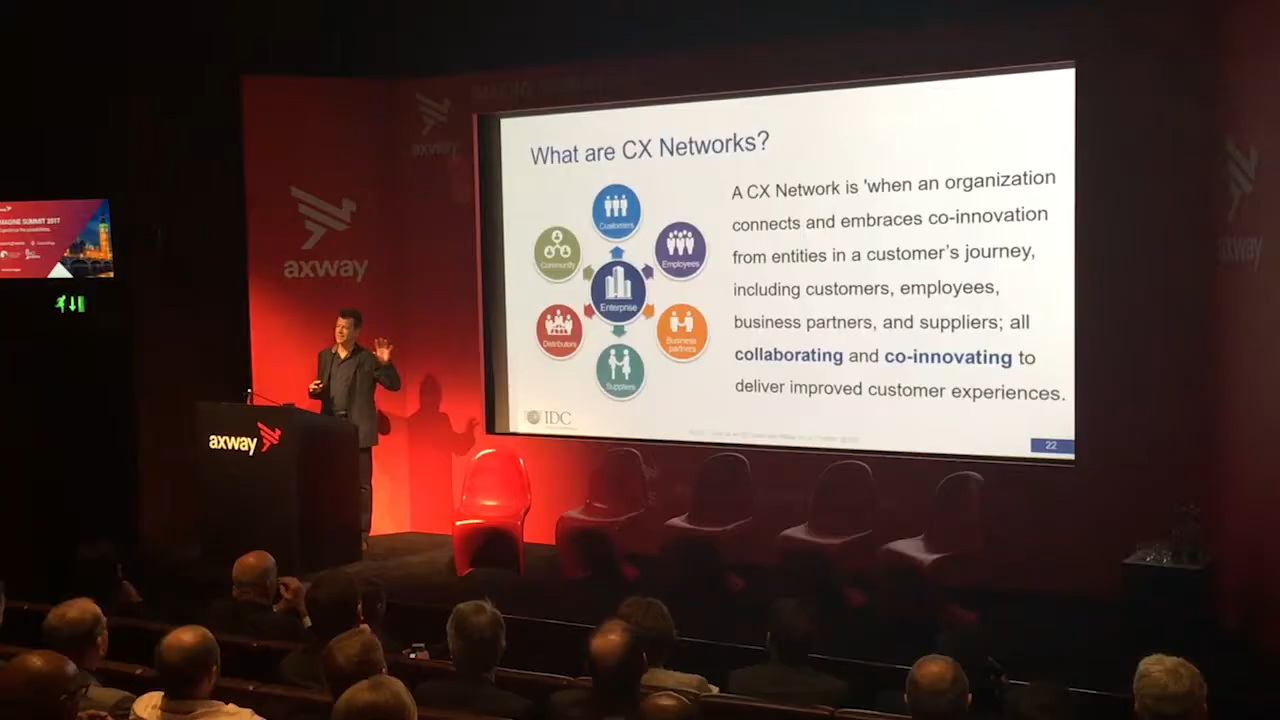 What are CX Networks?
Customers
Community
Employees
Enterprise
Distributors
Business
partners
Suppliers
A CX Network is 'when an organization
connects and embraces co-innovation
from entities in a customer's journey,
including customers, employees,
business partners, and suppliers; all
collaborating and co-innovating to
deliver improved customer experiences.
IDC
22
axway
axway
axway
axway
IMAGINE SUMMIT 2017